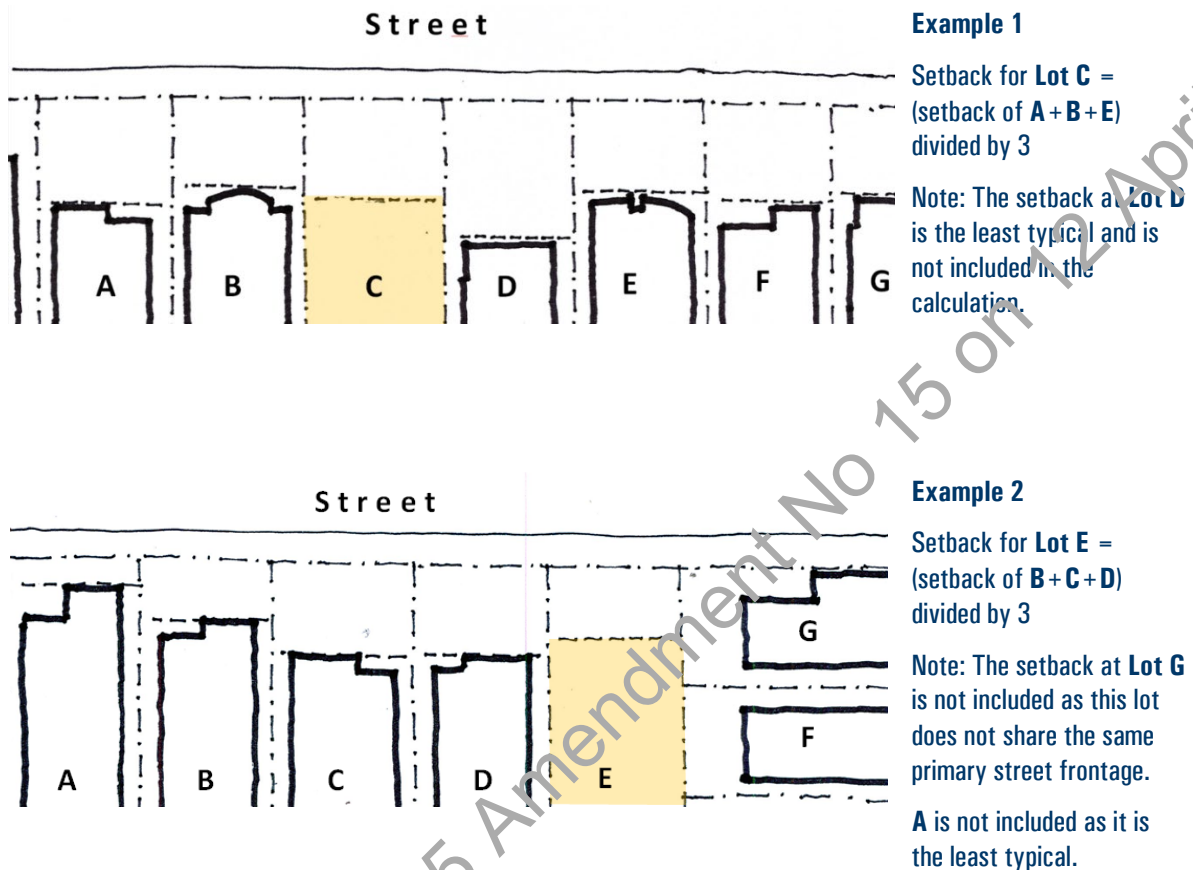 Street
A
B
C
D
E
F
G
Example 1
Setback for Lot C =
(setback of A+B+E)
divided by 3
Note: The setback at Lot D
is the least typical and is
not included in the
calculation.
Street
A
B
C
D
E
G
F
Example 2
Setback for Lot E =
(setback of B+C+D)
divided by 3
Note: The setback at Lot G
is not included as this lot
does not share the same
primary street frontage.
A is not included as it is
the least typical.
5 Amendment No 15 on 12 April